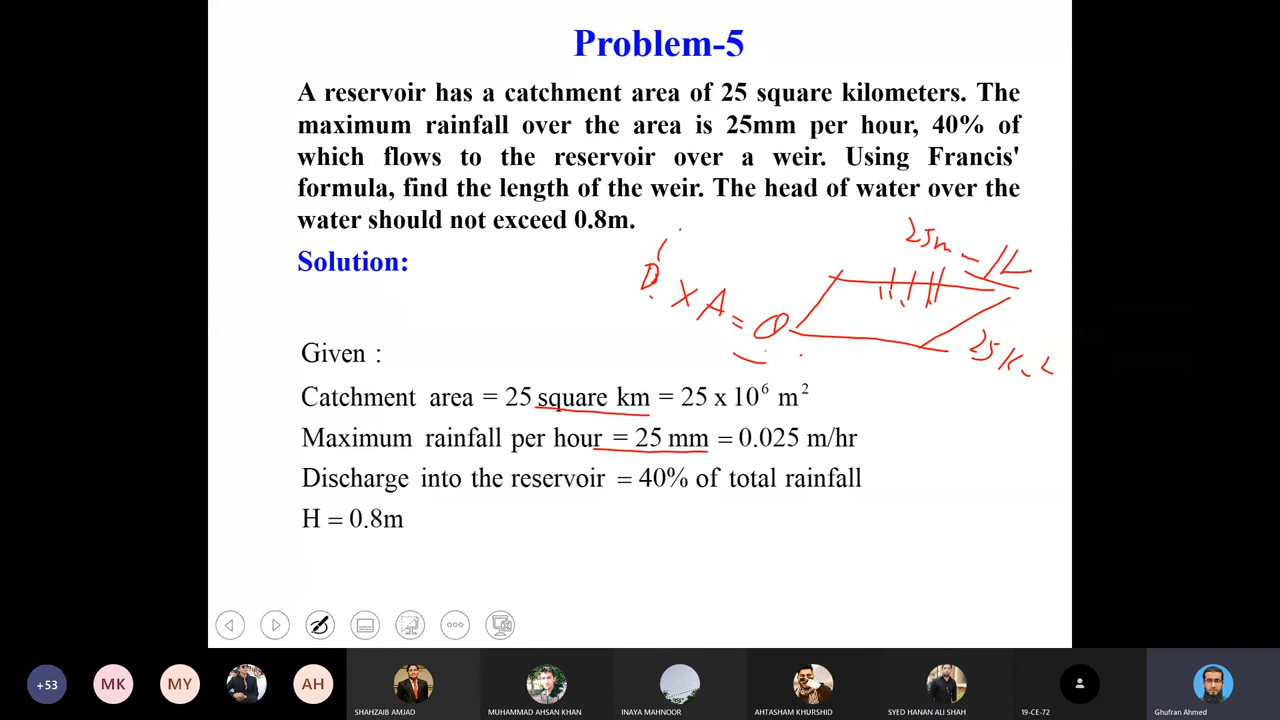 Problem-5
A reservoir has a catchment area of 25 square kilometers. The
maximum rainfall over the area is 25mm per hour, 40% of
which flows to the reservoir over a weir. Using Francis'
formula, find the length of the weir. The head of water over the
water should not exceed 0.8m.
Solution:
Given :
Catchment area = 25 square km = 25 x 10⁶ m²
Maximum rainfall per hour = 25 mm = 0.025 m/hr
Discharge into the reservoir = 40% of total rainfall
H = 0.8m
x A =
+53
MK
MY
AH
SHAHZAIB AMJAD
MUHAMMAD AHSAN KHAN
INAYA MAHNOOR
AHTASHAM KHURSHID
SYED HANAN ALI SHAH
19-CE-72
Ghufran Ahmed